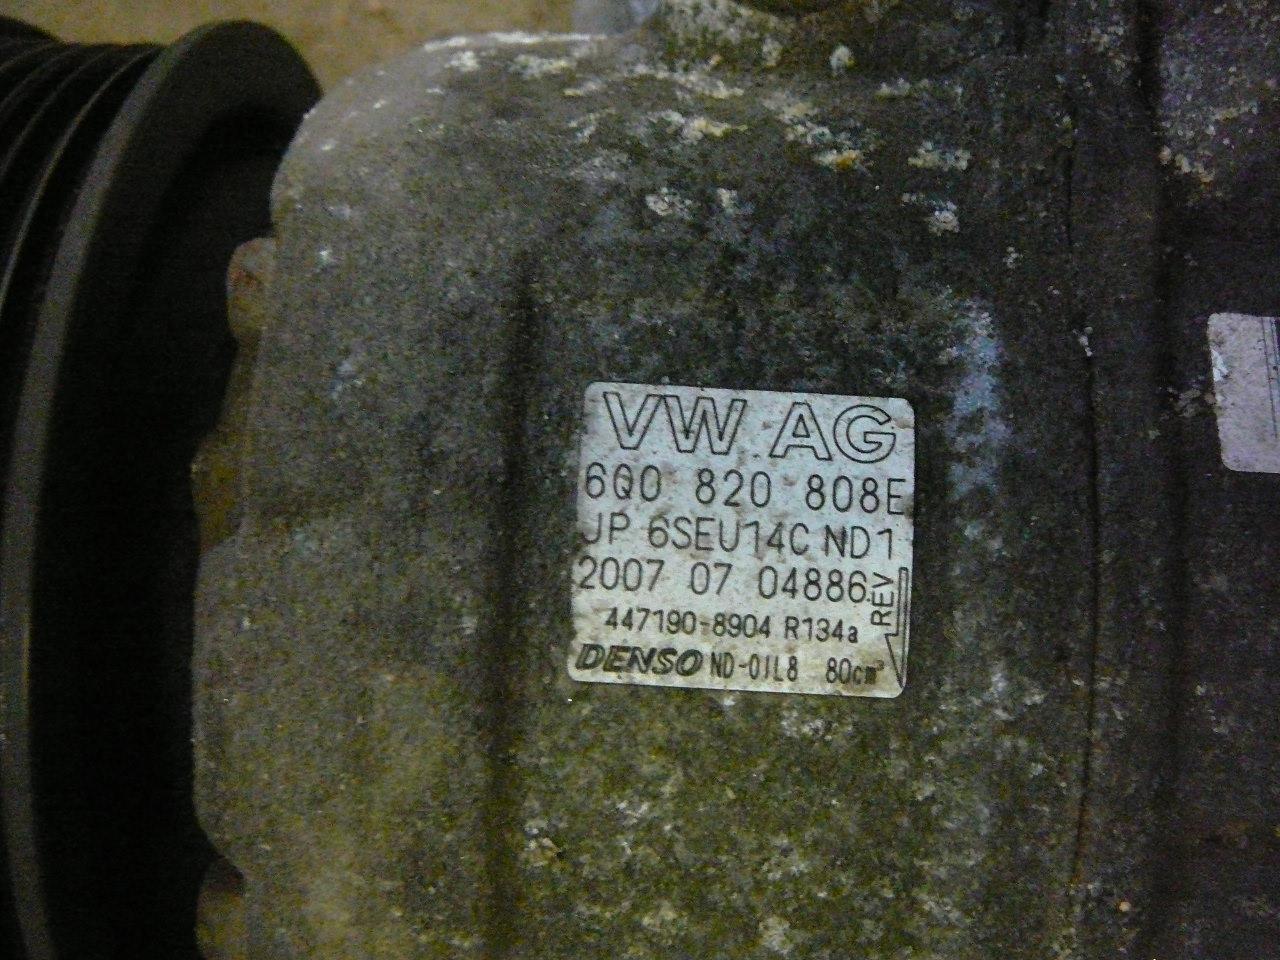 VW AG
6Q0 820 808E
JP 6SEU14C ND1
2007 07 04886
REV
447190-8904 R134a
DENSO ND-OIL8 80cm³